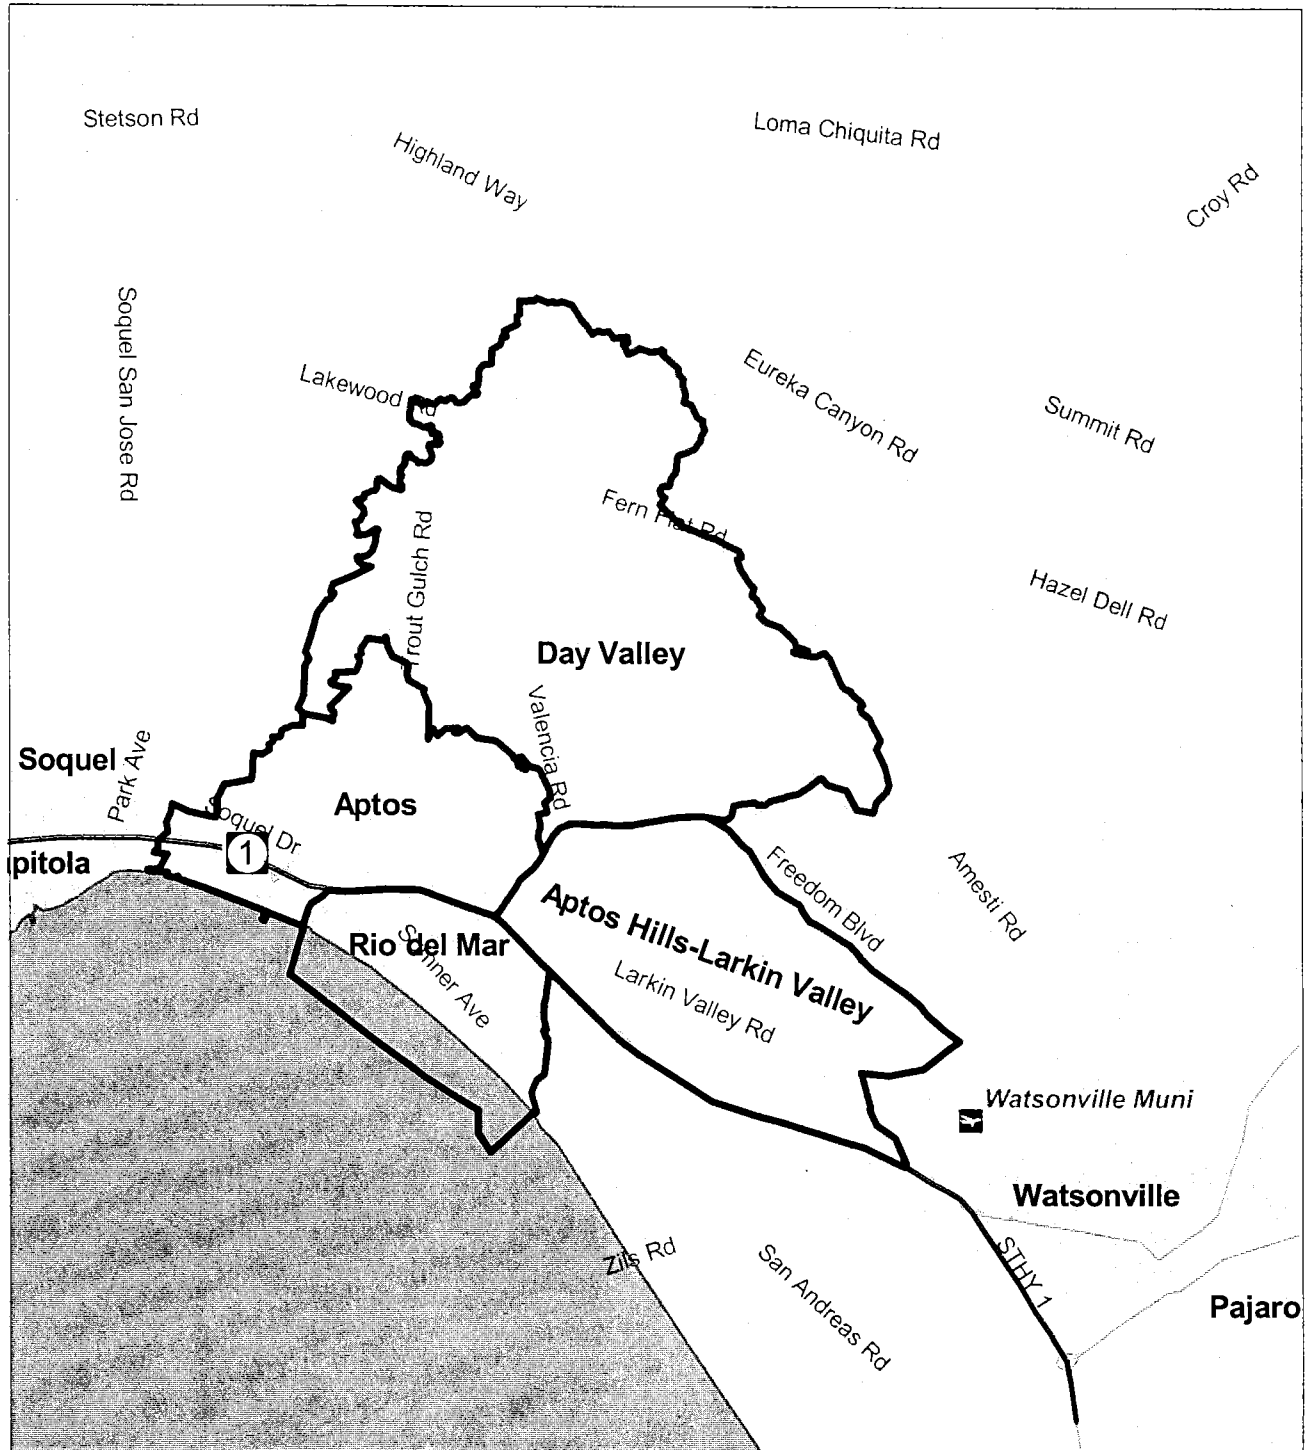 Stetson Rd
Loma Chiquita Rd
Highland Way
Croy Rd
Soquel San Jose Rd
Lakewood Rd
Eureka Canyon Rd
Summit Rd
Fern Flat Rd
Trout Gulch Rd
Hazel Dell Rd
Day Valley
Valencia Rd
Soquel
Park Ave
Aptos
Soquel Dr
1
apitola
Freedom Blvd
Amesti Rd
Aptos Hills-Larkin Valley
Rio del Mar
Sumner Ave
Larkin Valley Rd
Watsonville Muni
Watsonville
Zils Rd
San Andreas Rd
STHY 1
Pajaro